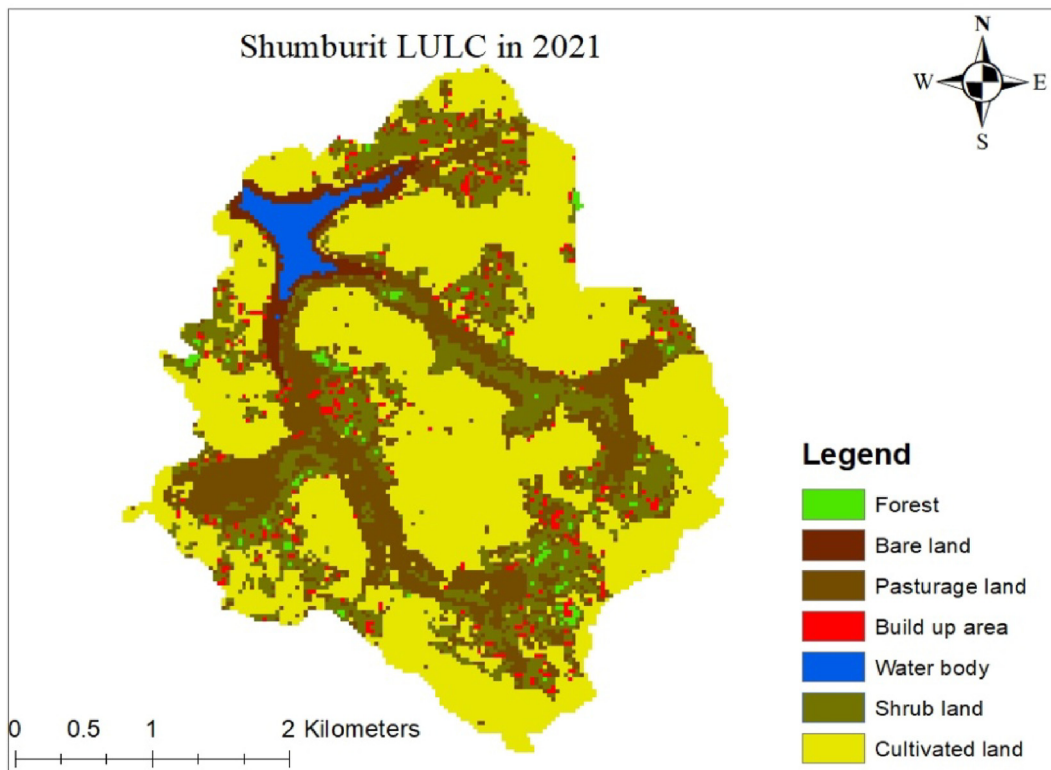 Shumburit LULC in 2021
N
W E
S
Legend
Forest
Bare land
Pasturage land
Build up area
Water body
Shrub land
Cultivated land
0 0.5 1 2 Kilometers